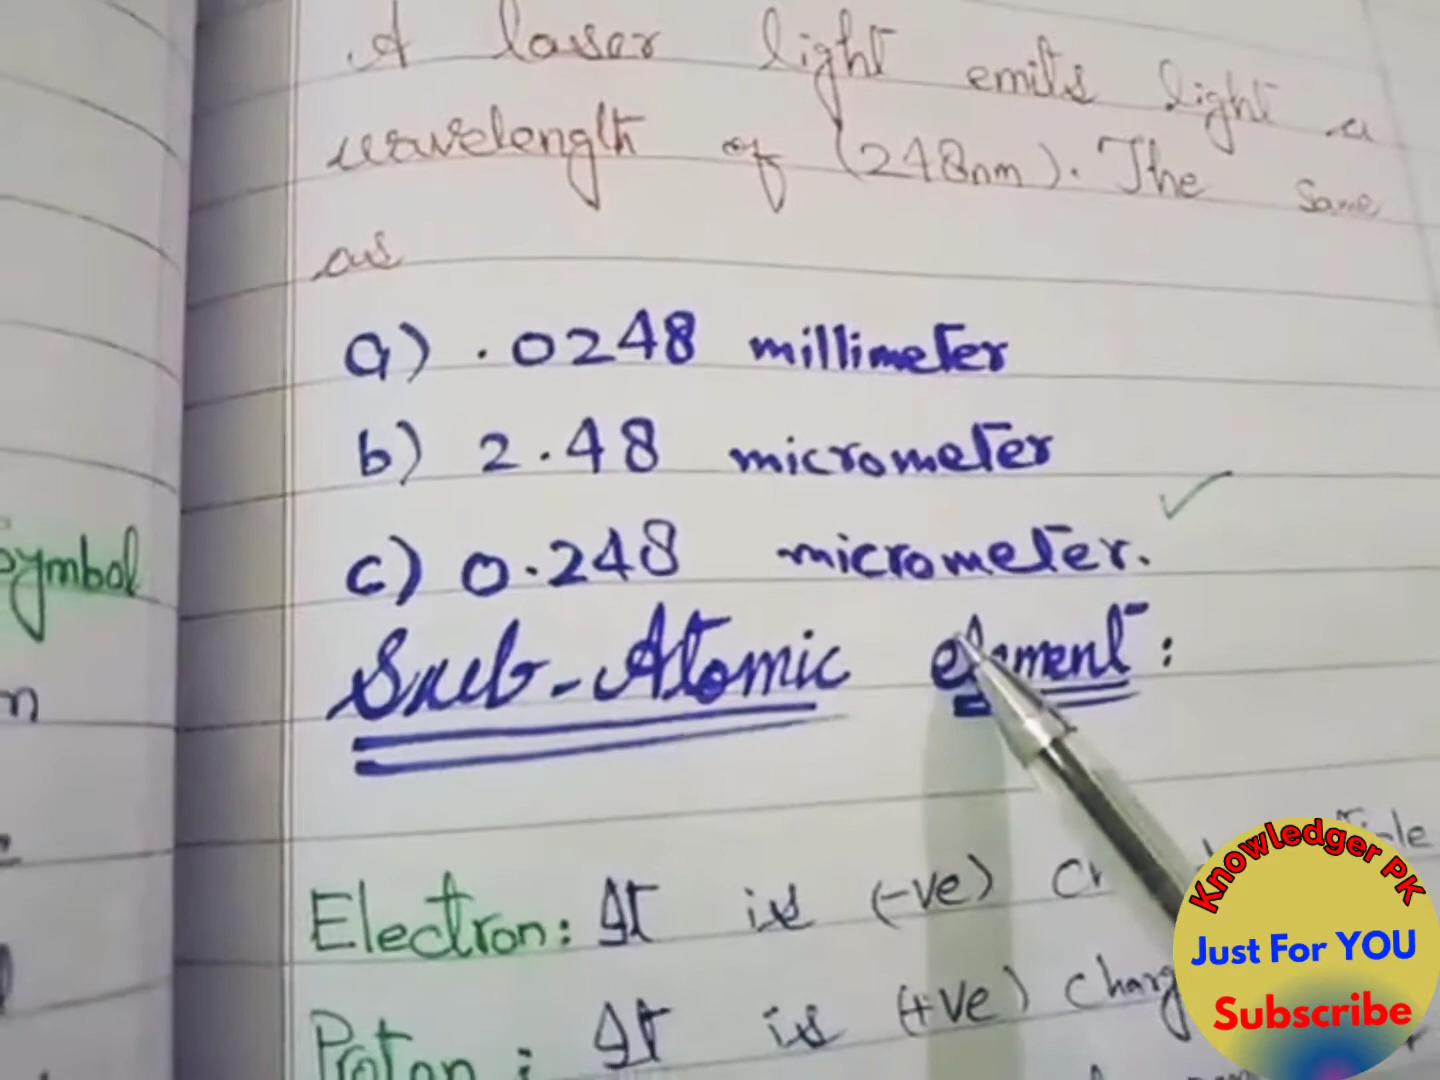 A laser light emits light a
wavelength of (248nm). The same
as
a) .0248 millimeter
b) 2.48 micrometer
c) 0.248 micrometer. ✓
Sub-Atomic element:
Electron: It is (-ve)
Proton: It is (+ve) charg
Symbol
Knowledger PK
Just For YOU
Subscribe